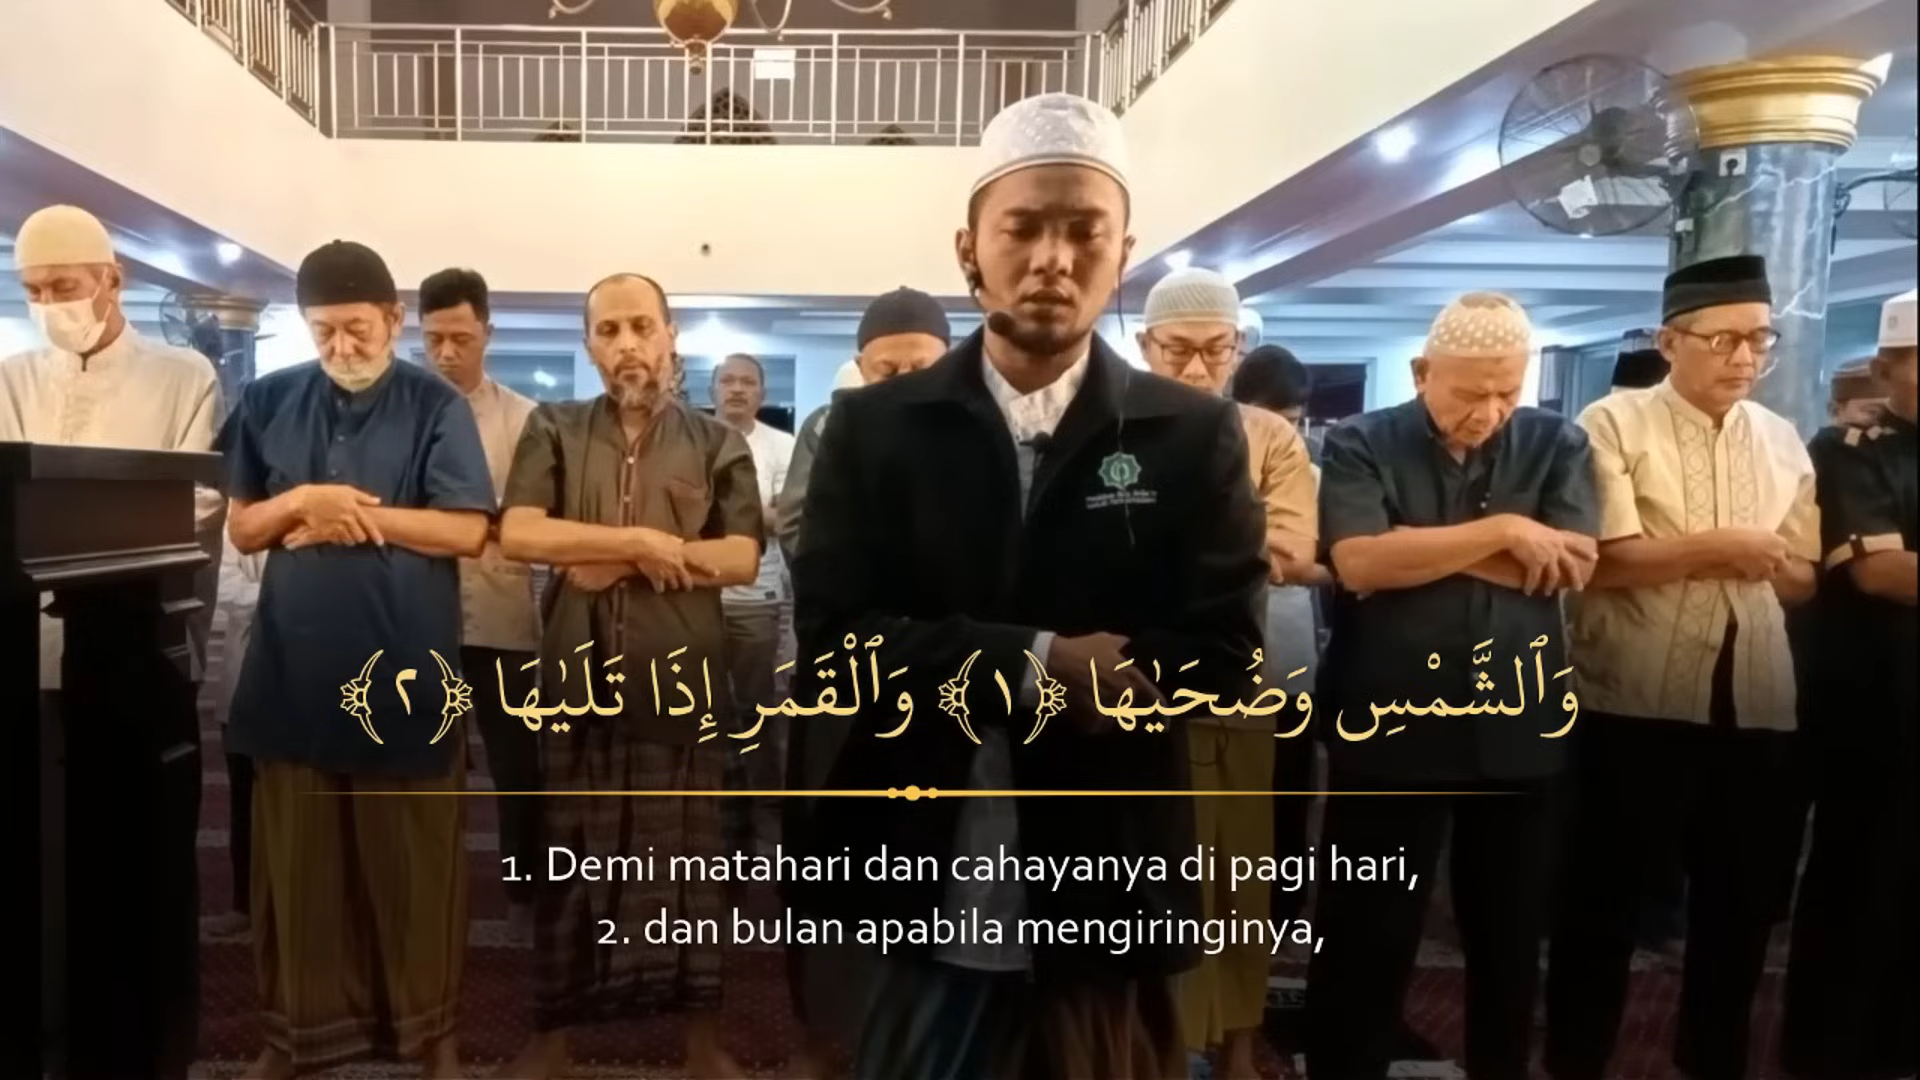 وَٱلشَّمْسِ وَضُحَىٰهَا ﴿١﴾ وَٱلْقَمَرِ إِذَا تَلَىٰهَا ﴿٢﴾
1. Demi matahari dan cahayanya di pagi hari,
2. dan bulan apabila mengiringinya,